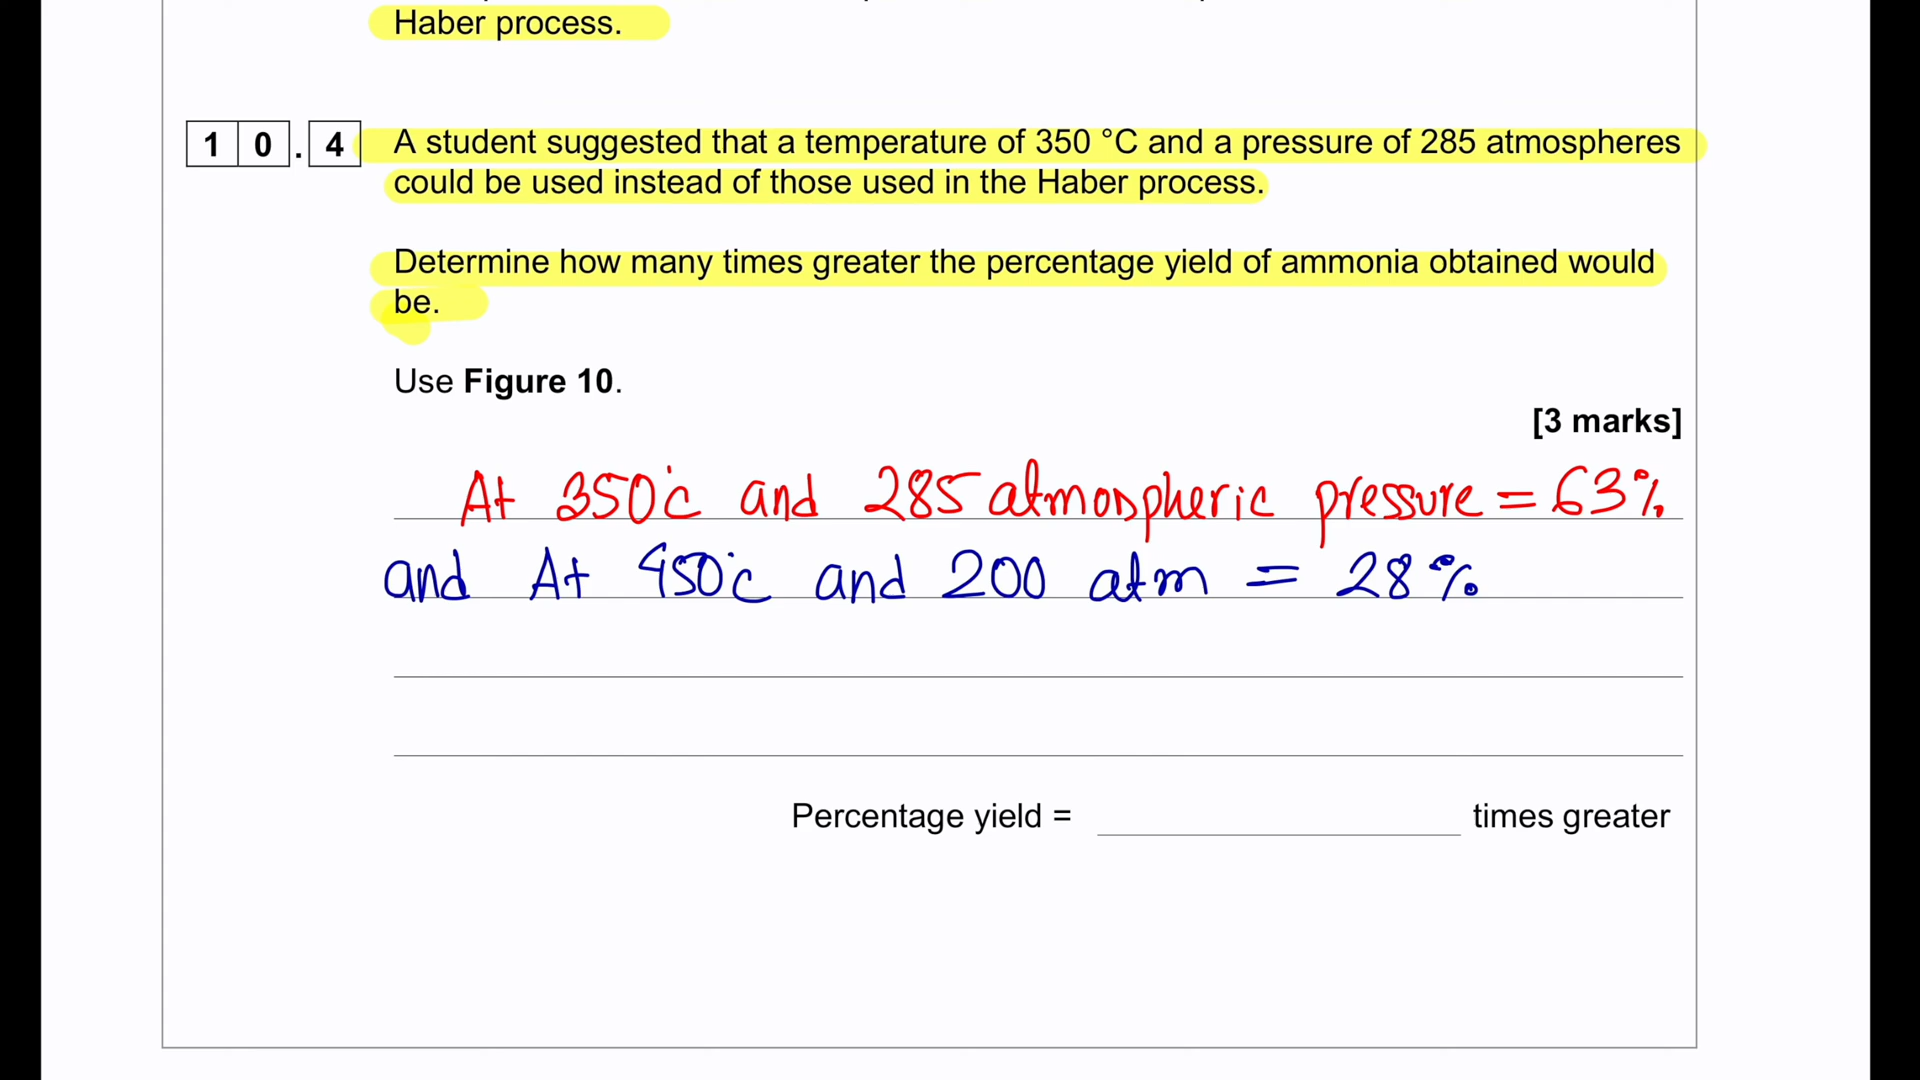 Haber process.
10.4 A student suggested that a temperature of 350 °C and a pressure of 285 atmospheres
could be used instead of those used in the Haber process.
Determine how many times greater the percentage yield of ammonia obtained would
be.
Use Figure 10.
[3 marks]
At 350°c and 285 atmospheric pressure = 63%
and At 450°c and 200 atm = 28%
Percentage yield = ____ times greater